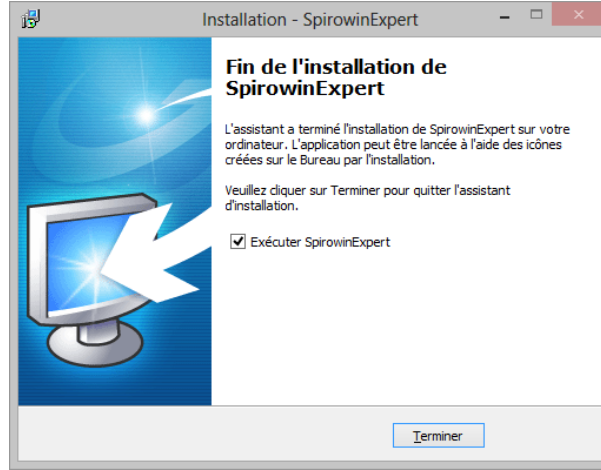 Installation - SpirowinExpert
Fin de l'installation de
SpirowinExpert
L'assistant a terminé l'installation de SpirowinExpert sur votre
ordinateur. L'application peut être lancée à l'aide des icônes
créées sur le Bureau par l'installation.
Veuillez cliquer sur Terminer pour quitter l'assistant
d'installation.
Exécuter SpirowinExpert
Terminer